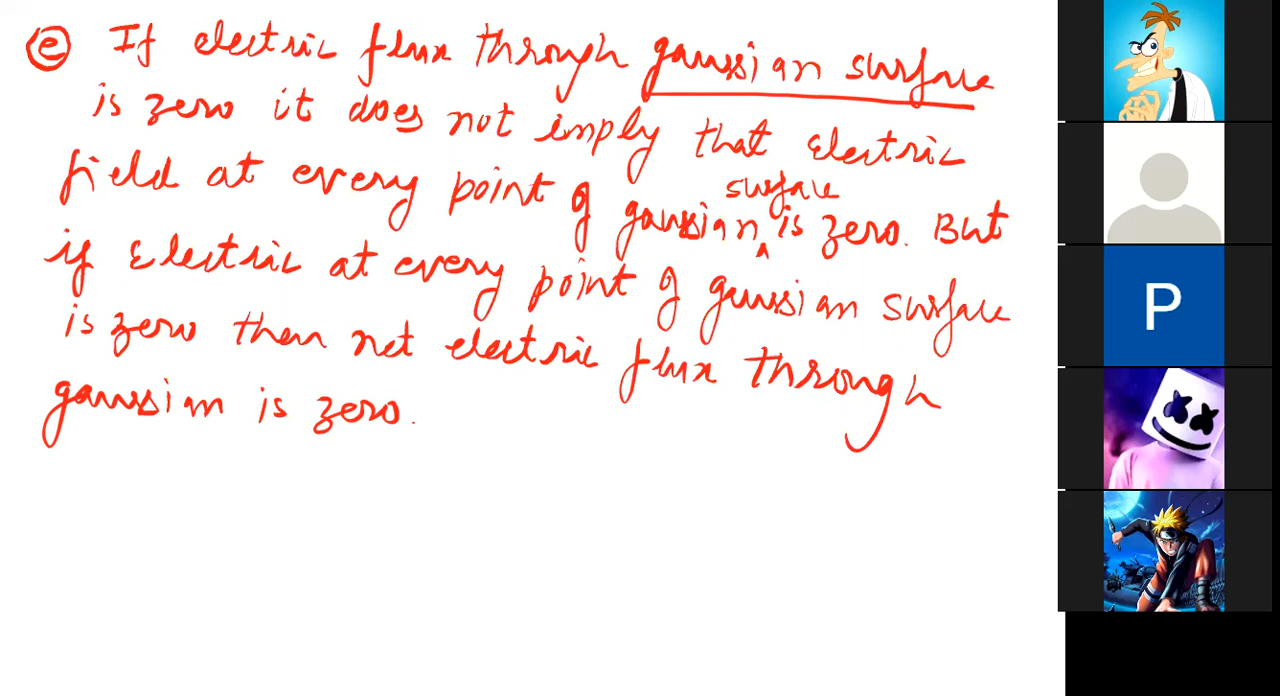 (e) If electric flux through gaussian surface
is zero it does not imply that electric
field at every point of gaussian surface is zero. But
if Electric at every point of gaussian surface
is zero then net electric flux through
gaussian is zero.
P